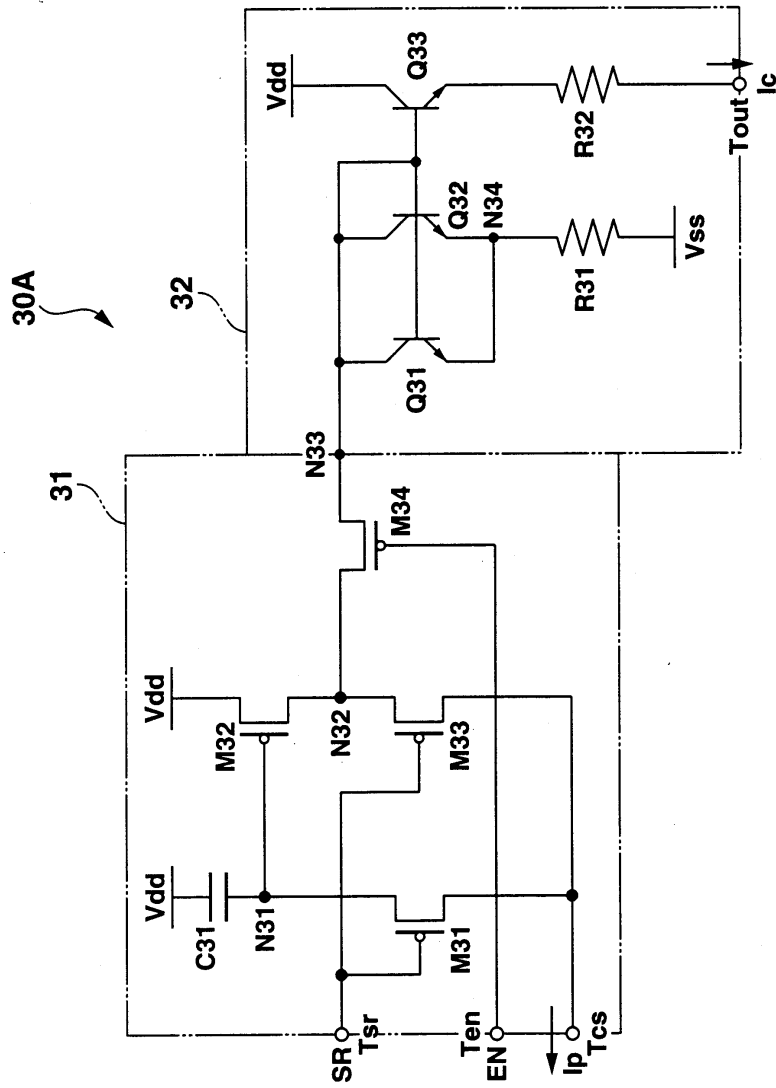 30A
31
32
Vdd
Vdd
Vdd
C31
M32
N31
N32
N33
M31
M33
M34
Q31
Q32
Q33
N34
R31
R32
Vss
SR
Tsr
Ten
EN
Ip
Tcs
Tout
Ic